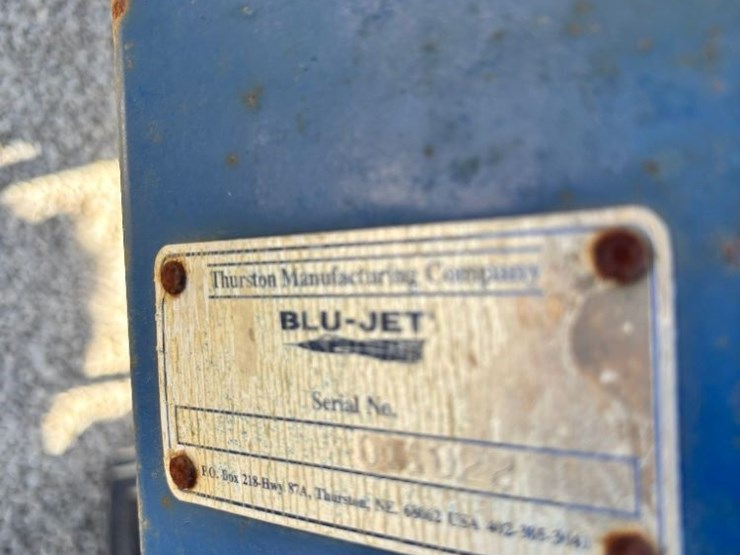 Thurston Manufacturing Company
BLU-JET
Serial No.
P.O. Box 218-Hwy 87A, Thurston, NE. 68062 USA